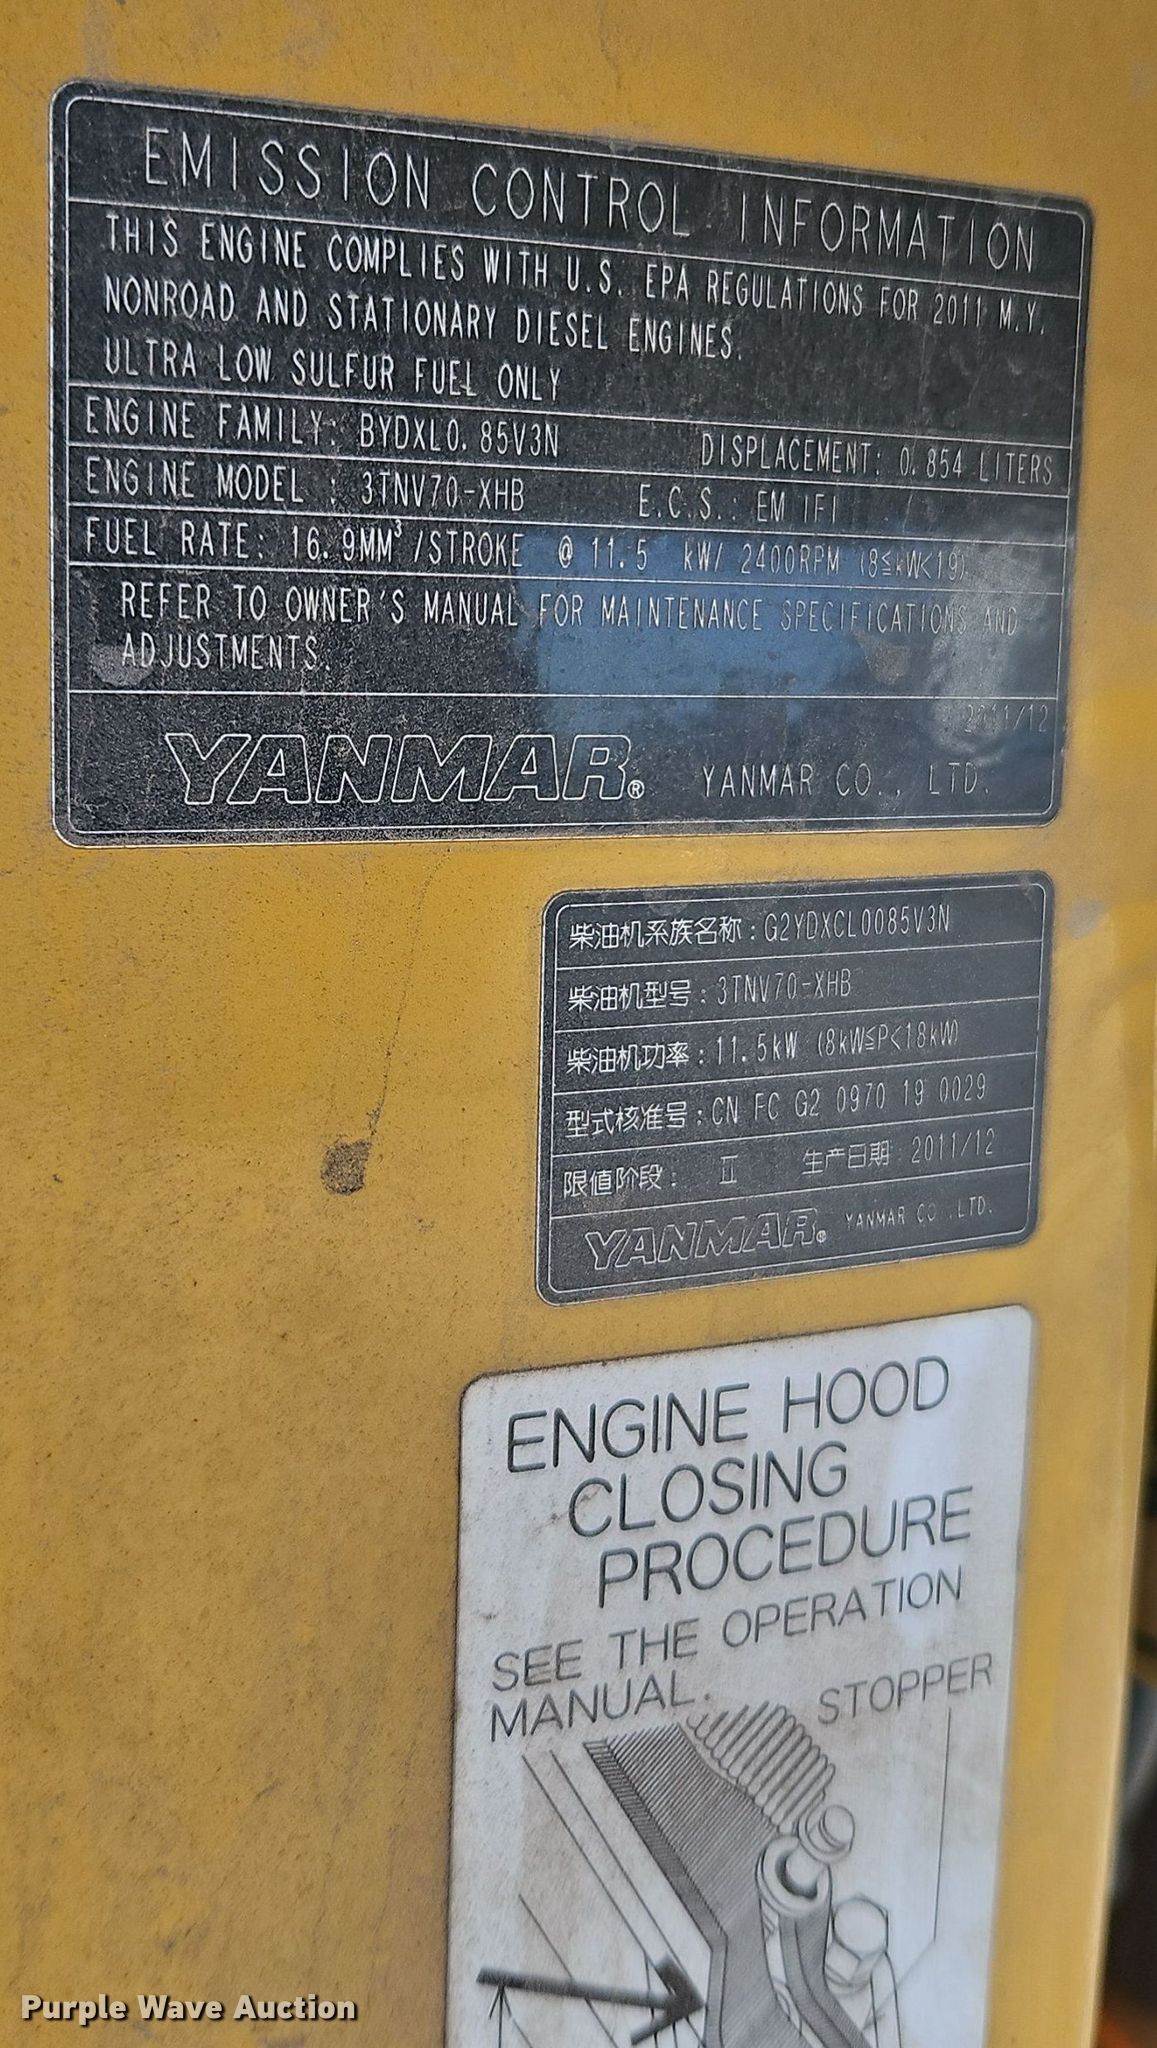 EMISSION CONTROL INFORMATION
THIS ENGINE COMPLIES WITH U.S. EPA REGULATIONS FOR 2011 M.Y.
NONROAD AND STATIONARY DIESEL ENGINES.
ULTRA LOW SULFUR FUEL ONLY
ENGINE FAMILY: BYDXL0.85V3N DISPLACEMENT: 0.854 LITERS
ENGINE MODEL : 3TNV70-XHB E.C.S.: EM IFI
FUEL RATE: 16.9MM³/STROKE @ 11.5 kW/ 2400RPM (8≦kW<19)
REFER TO OWNER'S MANUAL FOR MAINTENANCE SPECIFICATIONS AND
ADJUSTMENTS.
2011/12
YANMAR® YANMAR CO., LTD.
柴油机系族名称: G2YDXCL0085V3N
柴油机型号: 3TNV70-XHB
柴油机功率: 11.5kW (8kW≦P<18kW)
型式核准号: CN FC G2 0970 19 0029
限值阶段: Ⅱ 生产日期: 2011/12
YANMAR® YANMAR CO.,LTD.
ENGINE HOOD
CLOSING
PROCEDURE
SEE THE OPERATION
MANUAL.
STOPPER
Purple Wave Auction